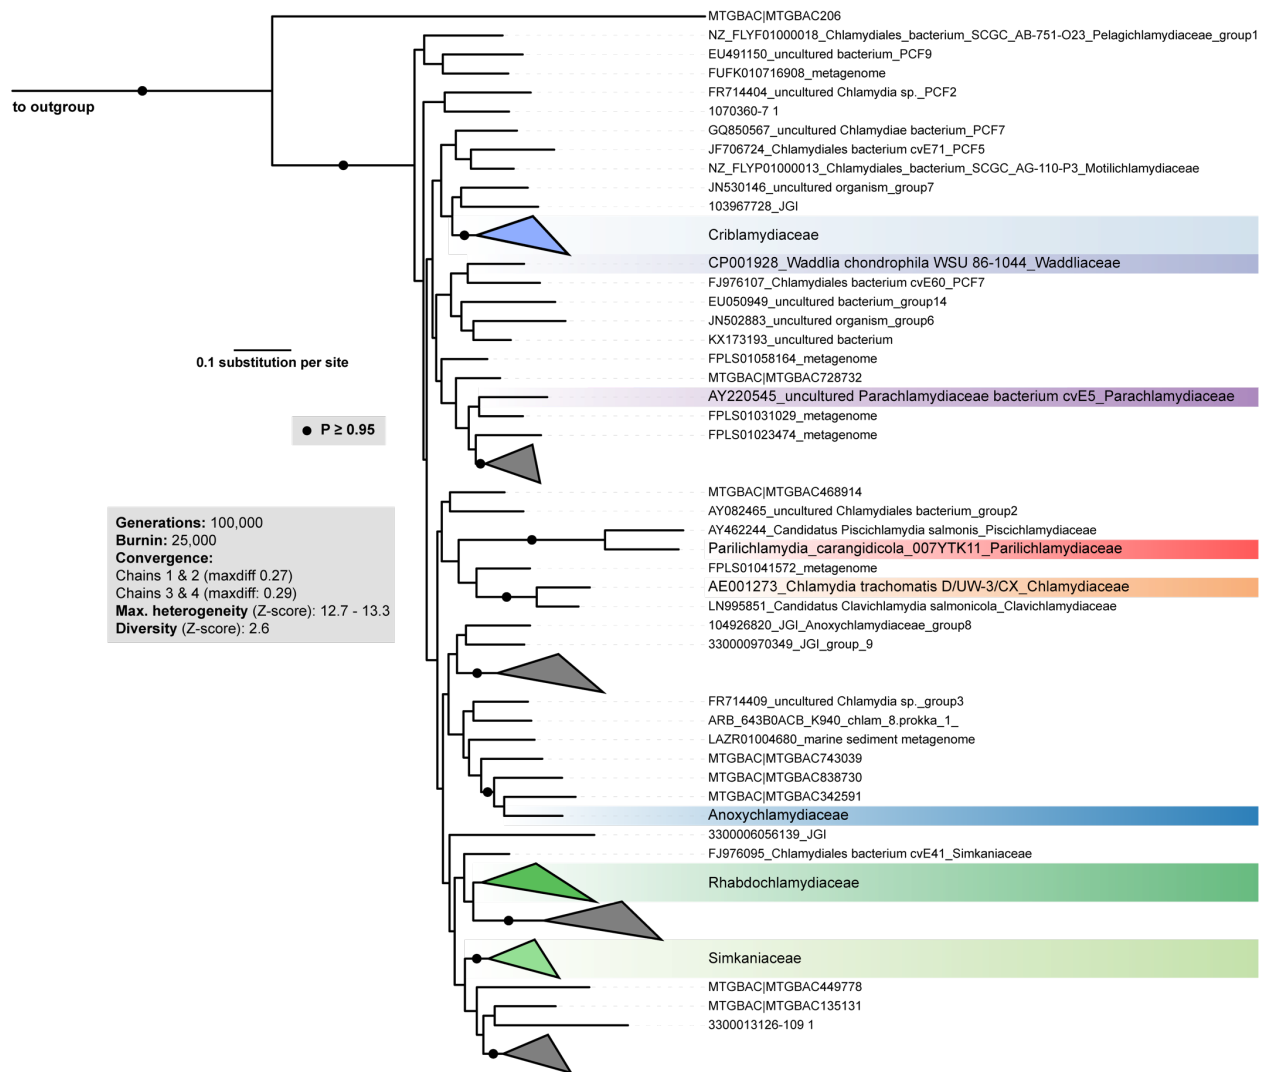 MTGBAC|MTGBAC206
NZ_FLYF01000018_Chlamydiales_bacterium_SCGC_AB-751-O23_Pelagichlamydiaceae_group1
EU491150_uncultured bacterium_PCF9
FUFK010716908_metagenome
FR714404_uncultured Chlamydia sp._PCF2
to outgroup
1070360-7 1
GQ850567_uncultured Chlamydiae bacterium_PCF7
JF706724_Chlamydiales bacterium cvE71_PCF5
NZ_FLYP01000013_Chlamydiales_bacterium_SCGC_AG-110-P3_Motilichlamydiaceae
JN530146_uncultured organism_group7
103967728_JGI
Criblamydiaceae
CP001928_Waddlia chondrophila WSU 86-1044_Waddliaceae
FJ976107_Chlamydiales bacterium cvE60_PCF7
EU050949_uncultured bacterium_group14
JN502883_uncultured organism_group6
KX173193_uncultured bacterium
0.1 substitution per site
FPLS01058164_metagenome
MTGBAC|MTGBAC728732
AY220545_uncultured Parachlamydiaceae bacterium cvE5_Parachlamydiaceae
FPLS01031029_metagenome
P ≥ 0.95
FPLS01023474_metagenome
MTGBAC|MTGBAC468914
AY082465_uncultured Chlamydiales bacterium_group2
AY462244_Candidatus Piscichlamydia salmonis_Piscichlamydiaceae
Parilichlamydia_carangidicola_007YTK11_Parilichlamydiaceae
FPLS01041572_metagenome
AE001273_Chlamydia trachomatis D/UW-3/CX_Chlamydiaceae
LN995851_Candidatus Clavichlamydia salmonicola_Clavichlamydiaceae
Generations: 100,000
Burnin: 25,000
Convergence:
Chains 1 & 2 (maxdiff 0.27)
Chains 3 & 4 (maxdiff: 0.29)
Max. heterogeneity (Z-score): 12.7 - 13.3
Diversity (Z-score): 2.6
104926820_JGI_Anoxychlamydiaceae_group8
330000970349_JGI_group_9
FR714409_uncultured Chlamydia sp._group3
ARB_643B0ACB_K940_chlam_8.prokka_1_
LAZR01004680_marine sediment metagenome
MTGBAC|MTGBAC743039
MTGBAC|MTGBAC838730
MTGBAC|MTGBAC342591
Anoxychlamydiaceae
3300006056139_JGI
FJ976095_Chlamydiales bacterium cvE41_Simkaniaceae
Rhabdochlamydiaceae
Simkaniaceae
MTGBAC|MTGBAC449778
MTGBAC|MTGBAC135131
3300013126-109 1